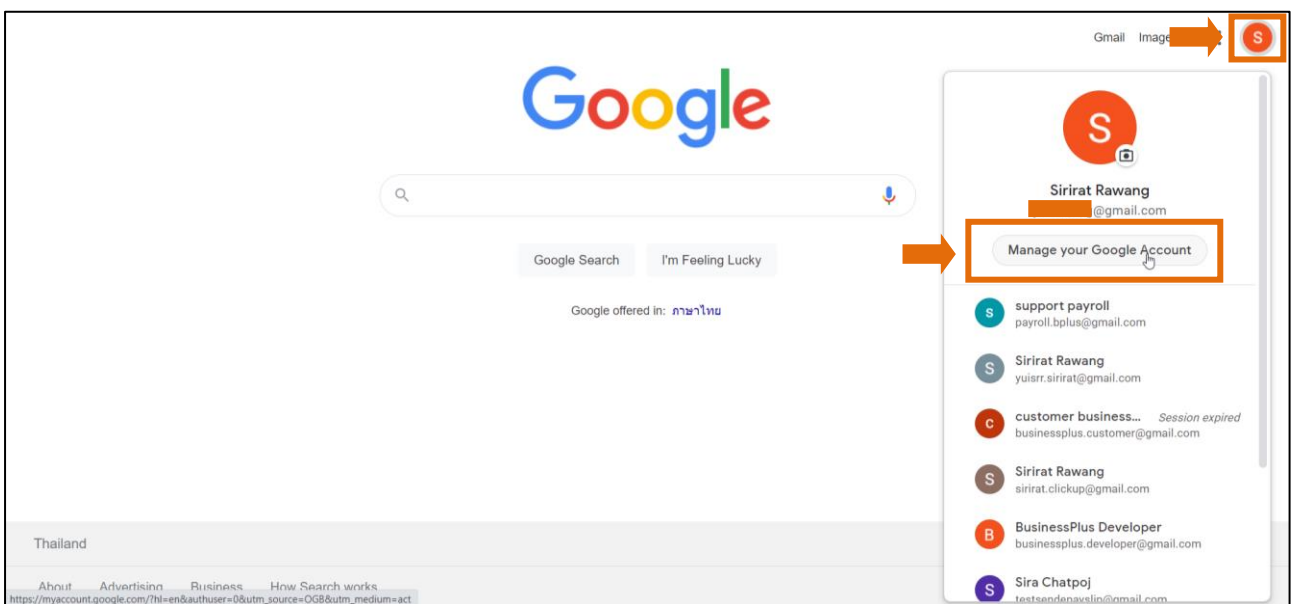 Gmail Image
S
Google
S
Sirirat Rawang
@gmail.com
Manage your Google Account
Google Search I'm Feeling Lucky
Google offered in: ภาษาไทย
S
support payroll
payroll.bplus@gmail.com
S
Sirirat Rawang
yuisrr.sirirat@gmail.com
C
customer business... Session expired
businessplus.customer@gmail.com
S
Sirirat Rawang
sirirat.clickup@gmail.com
B
BusinessPlus Developer
businessplus.developer@gmail.com
S
Sira Chatpoj
testsendepayslip@gmail.com
Thailand
About Advertising Business How Search works
https://myaccount.google.com/?hl=en&authuser=0&utm_source=OGB&utm_medium=act